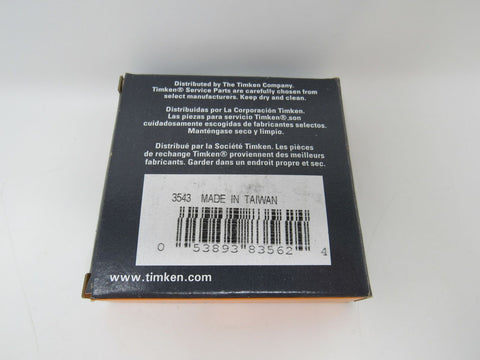 Distributed by The Timken Company.
Timken® Service Parts are carefully chosen from
select manufacturers. Keep dry and clean.
Distribuídas por La Corporación Timken.
Las piezas para servicio Timken®,son
cuidadosamente escogidas de fabricantes selectos.
Manténgase seco y limpio.
Distribué par la Société Timken. Les pièces
de rechange Timken® proviennent des meilleurs
fabricants. Garder dans un endroit propre et sec.
3543 MADE IN TAIWAN
0 53893 83562 4
www.timken.com